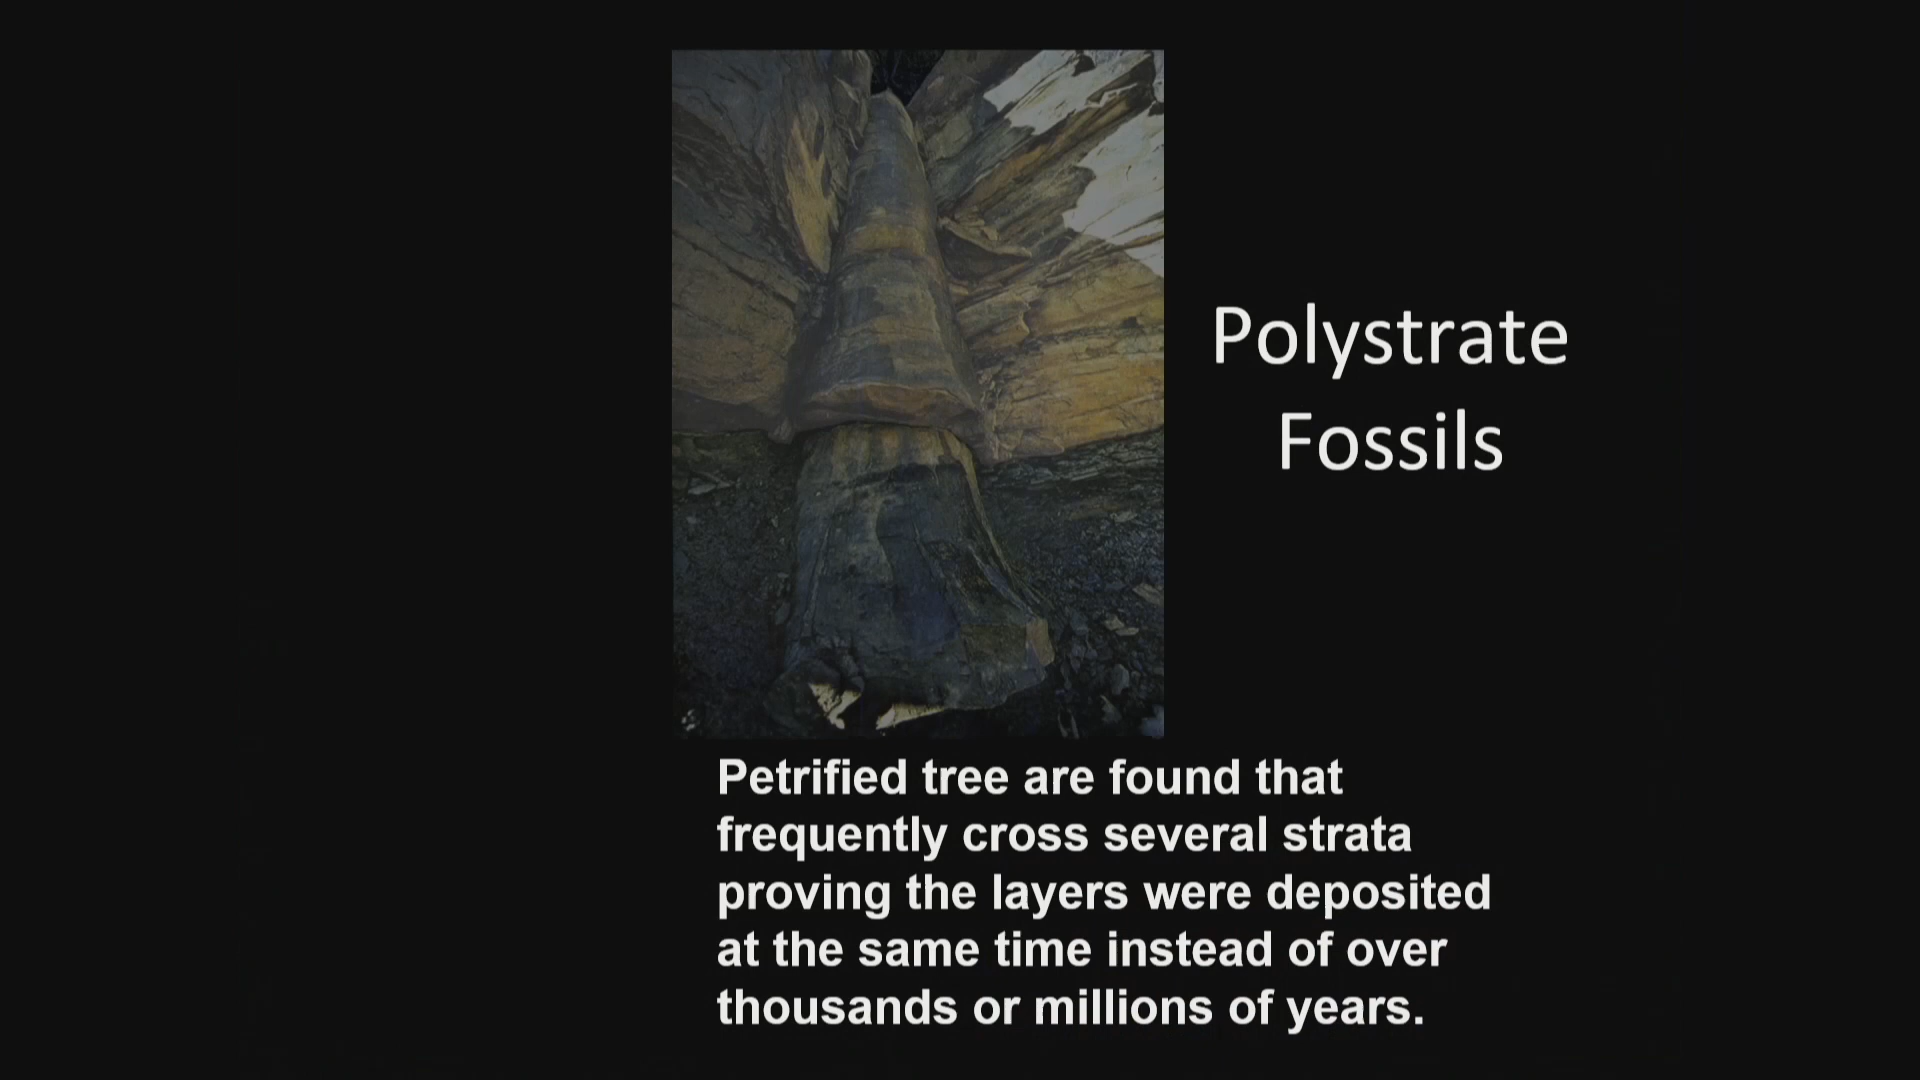 Polystrate
Fossils
Petrified tree are found that
frequently cross several strata
proving the layers were deposited
at the same time instead of over
thousands or millions of years.